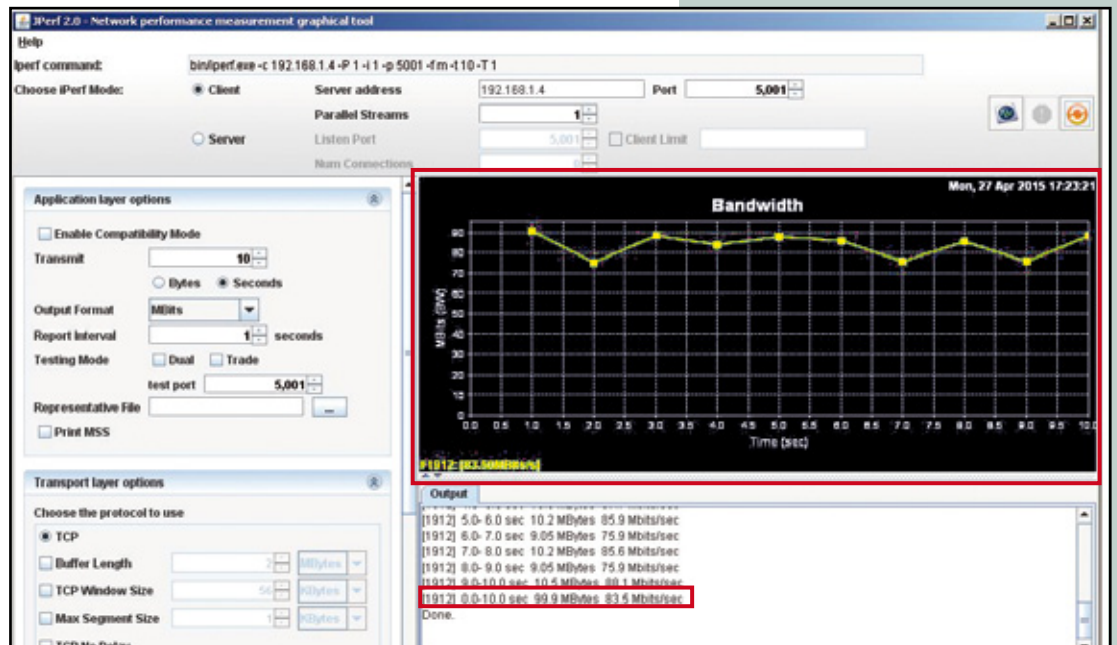 JPerf 2.0 - Network performance measurement graphical tool
Help
Iperf command: bin/iperf.exe -c 192.168.1.4 -P 1 -i 1 -p 5001 -f m -t 10 -T 1
Choose iPerf Mode: Client Server address 192.168.1.4 Port 5,001
Parallel Streams 1
Server Listen Port 5,001 Client Limit
Num Connections 0
Application layer options
Enable Compatibility Mode
Transmit 10
Bytes Seconds
Output Format MBits
Report Interval 1 seconds
Testing Mode Dual Trade
test port 5,001
Representative File ...
Print MSS
Transport layer options
Choose the protocol to use
TCP
Buffer Length 2 MBytes
TCP Window Size 56 KBytes
Max Segment Size 1 KBytes
TCP No Delay
Mon, 27 Apr 2015 17:23:21
Bandwidth
MBits (BW)
90
80
70
60
50
40
30
20
10
0
0.0 0.5 1.0 1.5 2.0 2.5 3.0 3.5 4.0 4.5 5.0 5.5 6.0 6.5 7.0 7.5 8.0 8.5 9.0 9.5 10.0
Time (sec)
#1912: [83.50MBits/s]
Output
[1912] 5.0- 6.0 sec 10.2 MBytes 85.9 Mbits/sec
[1912] 6.0- 7.0 sec 9.05 MBytes 75.9 Mbits/sec
[1912] 7.0- 8.0 sec 10.2 MBytes 85.6 Mbits/sec
[1912] 8.0- 9.0 sec 9.05 MBytes 75.9 Mbits/sec
[1912] 9.0-10.0 sec 10.5 MBytes 88.1 Mbits/sec
[1912] 0.0-10.0 sec 99.9 MBytes 83.5 Mbits/sec
Done.